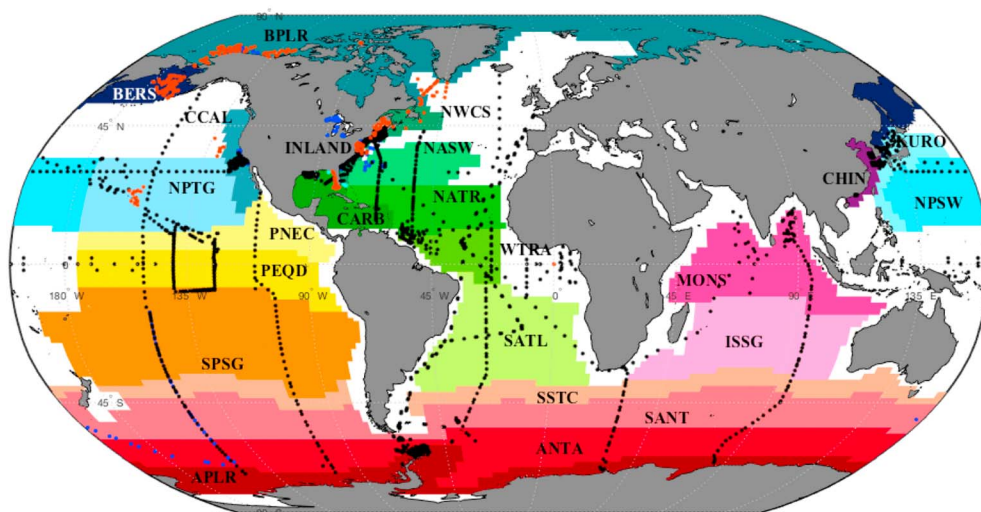 90° N
BPLR
BERS
CCAL
NWCS
45° N
INLAND
NASW
KURO
CHIN
NPTG
NATR
NPSW
CARB
PNEC
WTRA
0°
PEQD
MONS
180° W
135° W
90° W
45° W
45° E
90° E
135° E
SATL
ISSG
SPSG
SSTC
45° S
SANT
ANTA
APLR
90° S